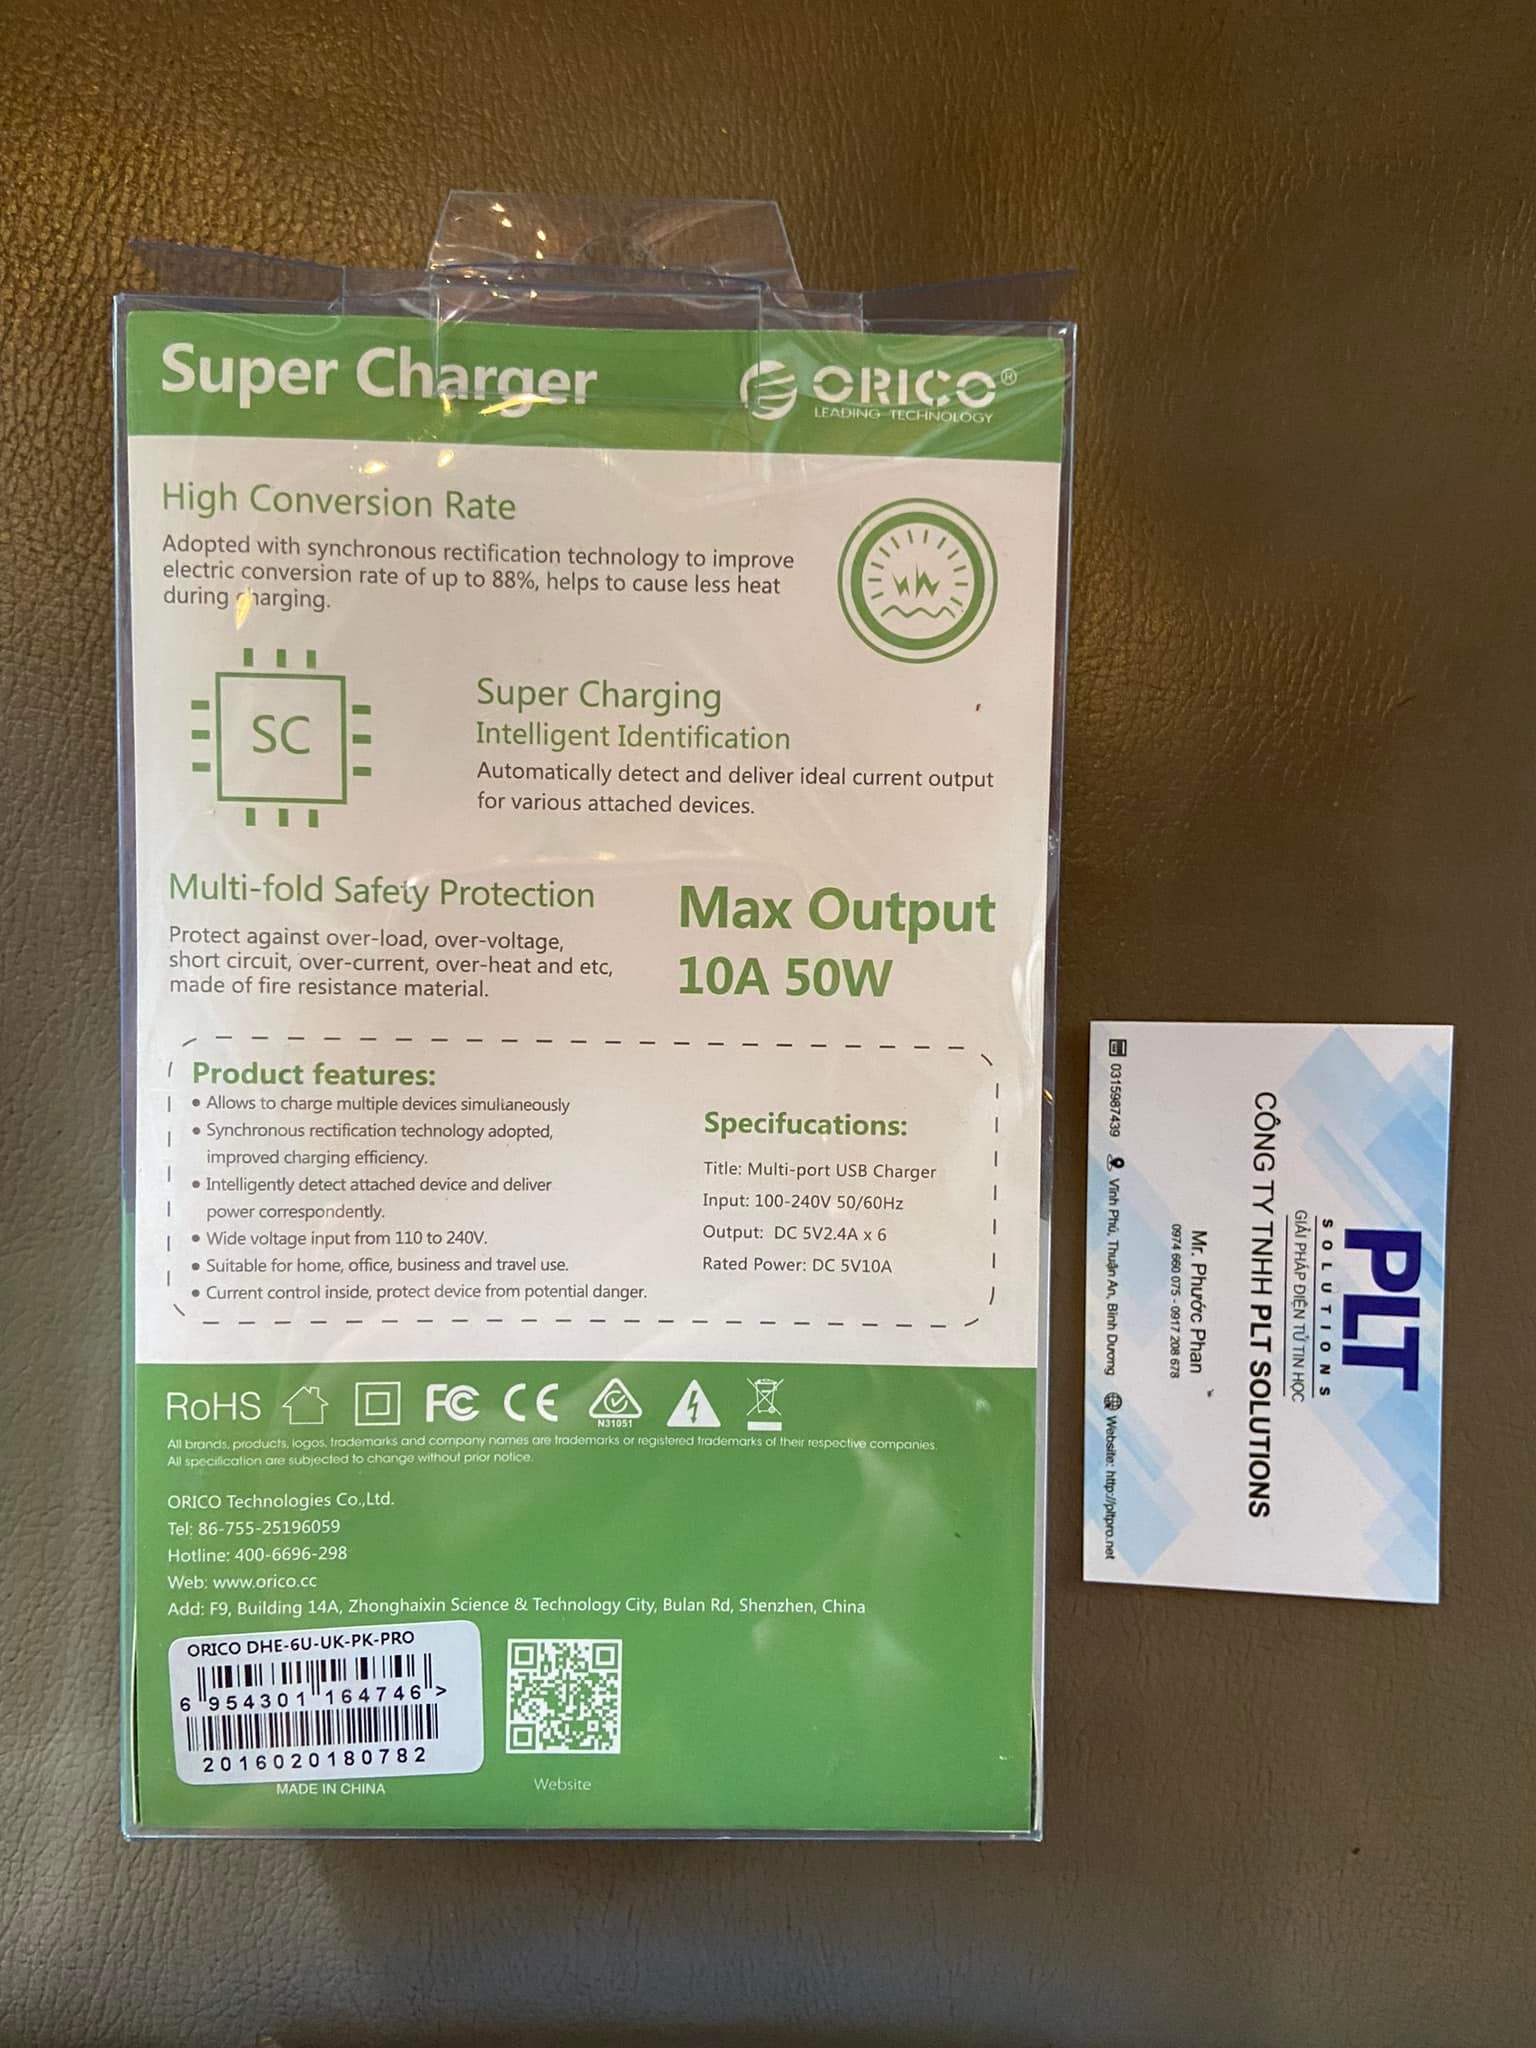 Super Charger
ORICO®
LEADING TECHNOLOGY
High Conversion Rate
Adopted with synchronous rectification technology to improve
electric conversion rate of up to 88%, helps to cause less heat
during charging.
SC
Super Charging
Intelligent Identification
Automatically detect and deliver ideal current output
for various attached devices.
Multi-fold Safety Protection
Protect against over-load, over-voltage,
short circuit, over-current, over-heat and etc,
made of fire resistance material.
Max Output
10A 50W
Product features:
• Allows to charge multiple devices simultaneously
• Synchronous rectification technology adopted,
improved charging efficiency.
• Intelligently detect attached device and deliver
power correspondently.
• Wide voltage input from 110 to 240V.
• Suitable for home, office, business and travel use.
• Current control inside, protect device from potential danger.
Specifucations:
Title: Multi-port USB Charger
Input: 100-240V 50/60Hz
Output: DC 5V2.4A x 6
Rated Power: DC 5V10A
RoHS
FC CE
N31051
All brands, products, logos, trademarks and company names are trademarks or registered trademarks of their respective companies.
All specification are subjected to change without prior notice.
ORICO Technologies Co.,Ltd.
Tel: 86-755-25196059
Hotline: 400-6696-298
Web: www.orico.cc
Add: F9, Building 14A, Zhonghaixin Science & Technology City, Bulan Rd, Shenzhen, China
ORICO DHE-6U-UK-PK-PRO
6 954301 164746 >
2016020180782
MADE IN CHINA
Website
PLT
SOLUTIONS
GIẢI PHÁP ĐIỆN TỬ TIN HỌC
CÔNG TY TNHH PLT SOLUTIONS
Mr. Phước Phan
0974 660 075 - 0917 208 678
0315987439 Vĩnh Phú, Thuận An, Bình Dương Website: http://pltpro.net